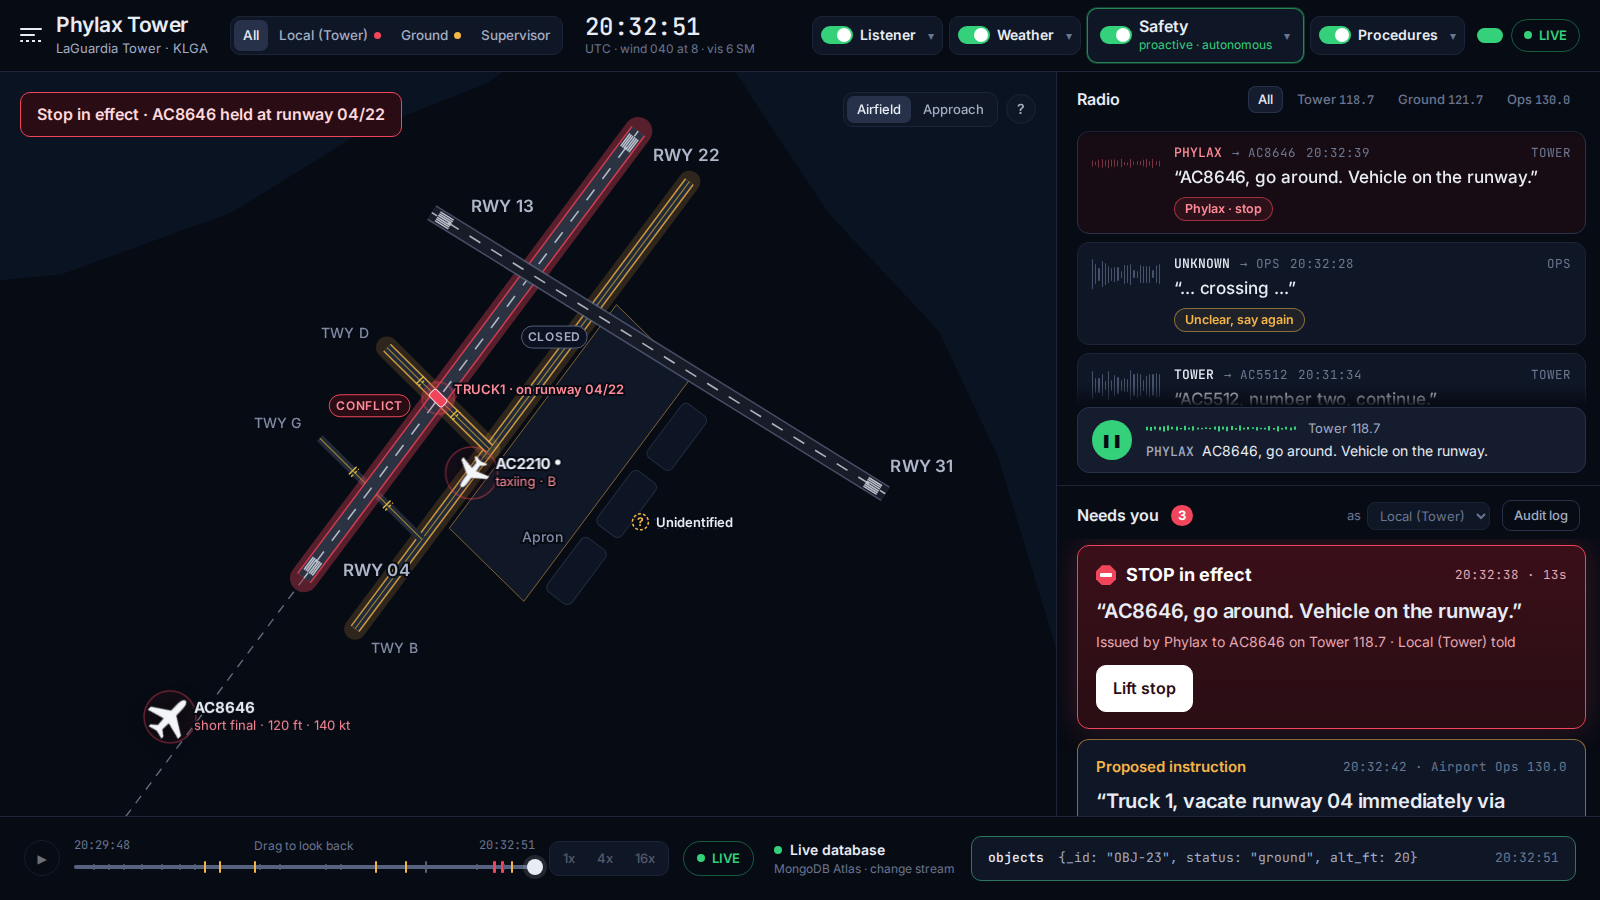 Phylax Tower
LaGuardia Tower · KLGA
All
Local (Tower)
Ground
Supervisor
20:32:51
UTC · wind 040 at 8 · vis 6 SM
Listener
Weather
Safety
proactive · autonomous
Procedures
LIVE
Stop in effect · AC8646 held at runway 04/22
Airfield
Approach
?
RWY 22
RWY 13
TWY D
CLOSED
TRUCK1 · on runway 04/22
CONFLICT
TWY G
AC2210
taxiing · B
RWY 31
? Unidentified
Apron
RWY 04
TWY B
AC8646
short final · 120 ft · 140 kt
Radio
All
Tower 118.7
Ground 121.7
Ops 130.0
PHYLAX → AC8646 20:32:39
TOWER
“AC8646, go around. Vehicle on the runway.”
Phylax · stop
UNKNOWN → OPS 20:32:28
OPS
“... crossing ...”
Unclear, say again
TOWER → AC5512 20:31:34
TOWER
“AC5512, number two, continue.”
Tower 118.7
PHYLAX AC8646, go around. Vehicle on the runway.
Needs you 3
as Local (Tower)
Audit log
STOP in effect
20:32:38 · 13s
“AC8646, go around. Vehicle on the runway.”
Issued by Phylax to AC8646 on Tower 118.7 · Local (Tower) told
Lift stop
Proposed instruction
20:32:42 · Airport Ops 130.0
“Truck 1, vacate runway 04 immediately via
20:29:48
Drag to look back
20:32:51
1x
4x
16x
LIVE
Live database
MongoDB Atlas · change stream
objects {_id: "OBJ-23", status: "ground", alt_ft: 20}
20:32:51